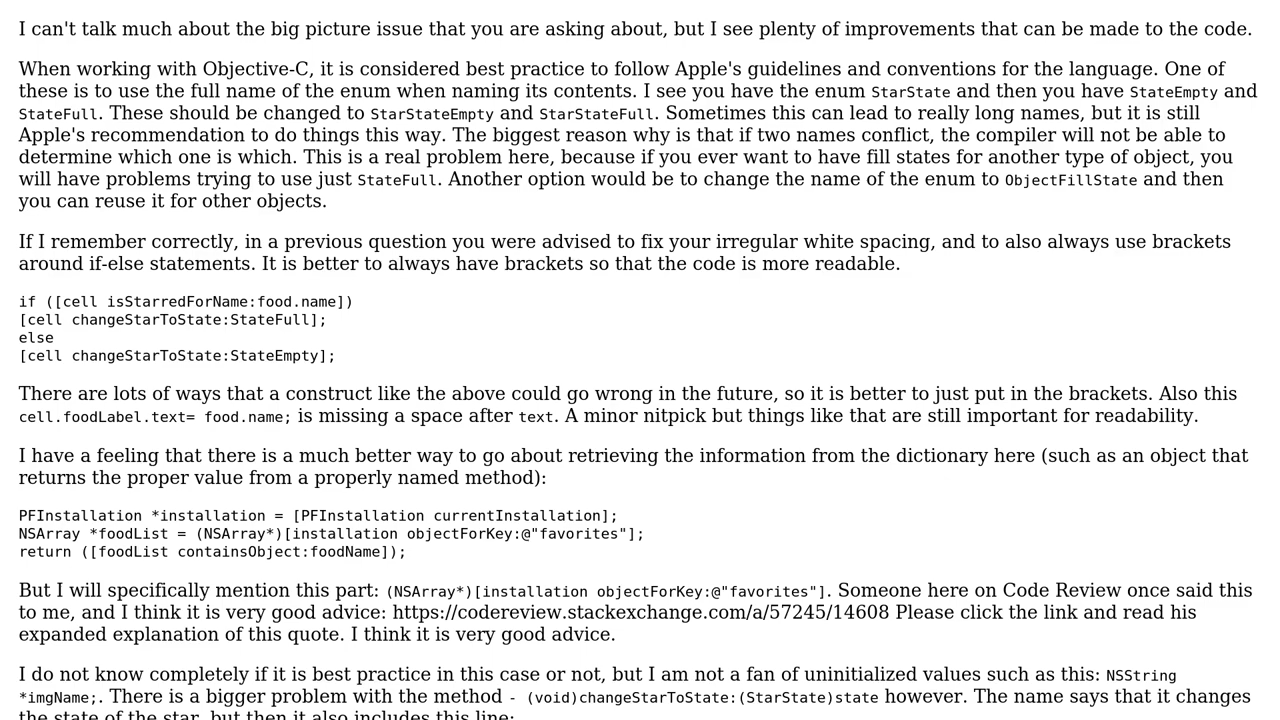 I can't talk much about the big picture issue that you are asking about, but I see plenty of improvements that can be made to the code.
When working with Objective-C, it is considered best practice to follow Apple's guidelines and conventions for the language. One of
these is to use the full name of the enum when naming its contents. I see you have the enum StarState and then you have StateEmpty and
StateFull. These should be changed to StarStateEmpty and StarStateFull. Sometimes this can lead to really long names, but it is still
Apple's recommendation to do things this way. The biggest reason why is that if two names conflict, the compiler will not be able to
determine which one is which. This is a real problem here, because if you ever want to have fill states for another type of object, you
will have problems trying to use just StateFull. Another option would be to change the name of the enum to ObjectFillState and then
you can reuse it for other objects.
If I remember correctly, in a previous question you were advised to fix your irregular white spacing, and to also always use brackets
around if-else statements. It is better to always have brackets so that the code is more readable.
if ([cell isStarredForName:food.name])
[cell changeStarToState:StateFull];
else
[cell changeStarToState:StateEmpty];
There are lots of ways that a construct like the above could go wrong in the future, so it is better to just put in the brackets. Also this
cell.foodLabel.text= food.name; is missing a space after text. A minor nitpick but things like that are still important for readability.
I have a feeling that there is a much better way to go about retrieving the information from the dictionary here (such as an object that
returns the proper value from a properly named method):
PFInstallation *installation = [PFInstallation currentInstallation];
NSArray *foodList = (NSArray*)[installation objectForKey:@"favorites"];
return ([foodList containsObject:foodName]);
But I will specifically mention this part: (NSArray*)[installation objectForKey:@"favorites"]. Someone here on Code Review once said this
to me, and I think it is very good advice: https://codereview.stackexchange.com/a/57245/14608 Please click the link and read his
expanded explanation of this quote. I think it is very good advice.
I do not know completely if it is best practice in this case or not, but I am not a fan of uninitialized values such as this: NSString
*imgName;. There is a bigger problem with the method - (void)changeStarToState:(StarState)state however. The name says that it changes
the state of the star, but then it also includes this line: